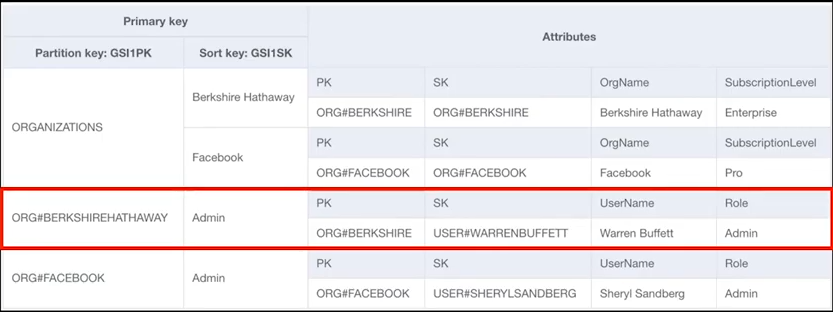 Primary key
Attributes
Partition key: GSI1PK Sort key: GSI1SK
PK SK OrgName SubscriptionLevel
Berkshire Hathaway
ORG#BERKSHIRE ORG#BERKSHIRE Berkshire Hathaway Enterprise
ORGANIZATIONS
PK SK OrgName SubscriptionLevel
Facebook
ORG#FACEBOOK ORG#FACEBOOK Facebook Pro
PK SK UserName Role
ORG#BERKSHIREHATHAWAY Admin
ORG#BERKSHIRE USER#WARRENBUFFETT Warren Buffett Admin
PK SK UserName Role
ORG#FACEBOOK Admin
ORG#FACEBOOK USER#SHERYLSANDBERG Sheryl Sandberg Admin